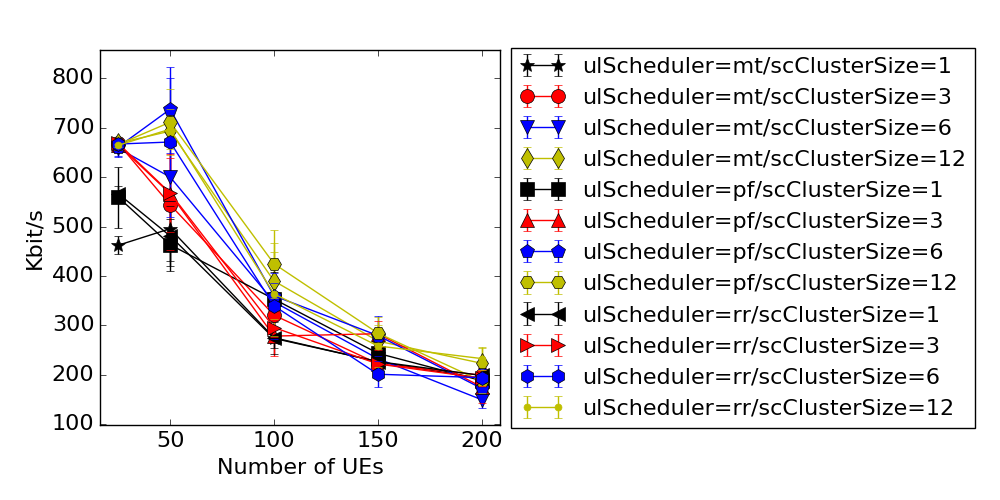 800
700
600
500
400
300
200
100
Kbit/s
50 100 150 200
Number of UEs
ulScheduler=mt/scClusterSize=1
ulScheduler=mt/scClusterSize=3
ulScheduler=mt/scClusterSize=6
ulScheduler=mt/scClusterSize=12
ulScheduler=pf/scClusterSize=1
ulScheduler=pf/scClusterSize=3
ulScheduler=pf/scClusterSize=6
ulScheduler=pf/scClusterSize=12
ulScheduler=rr/scClusterSize=1
ulScheduler=rr/scClusterSize=3
ulScheduler=rr/scClusterSize=6
ulScheduler=rr/scClusterSize=12